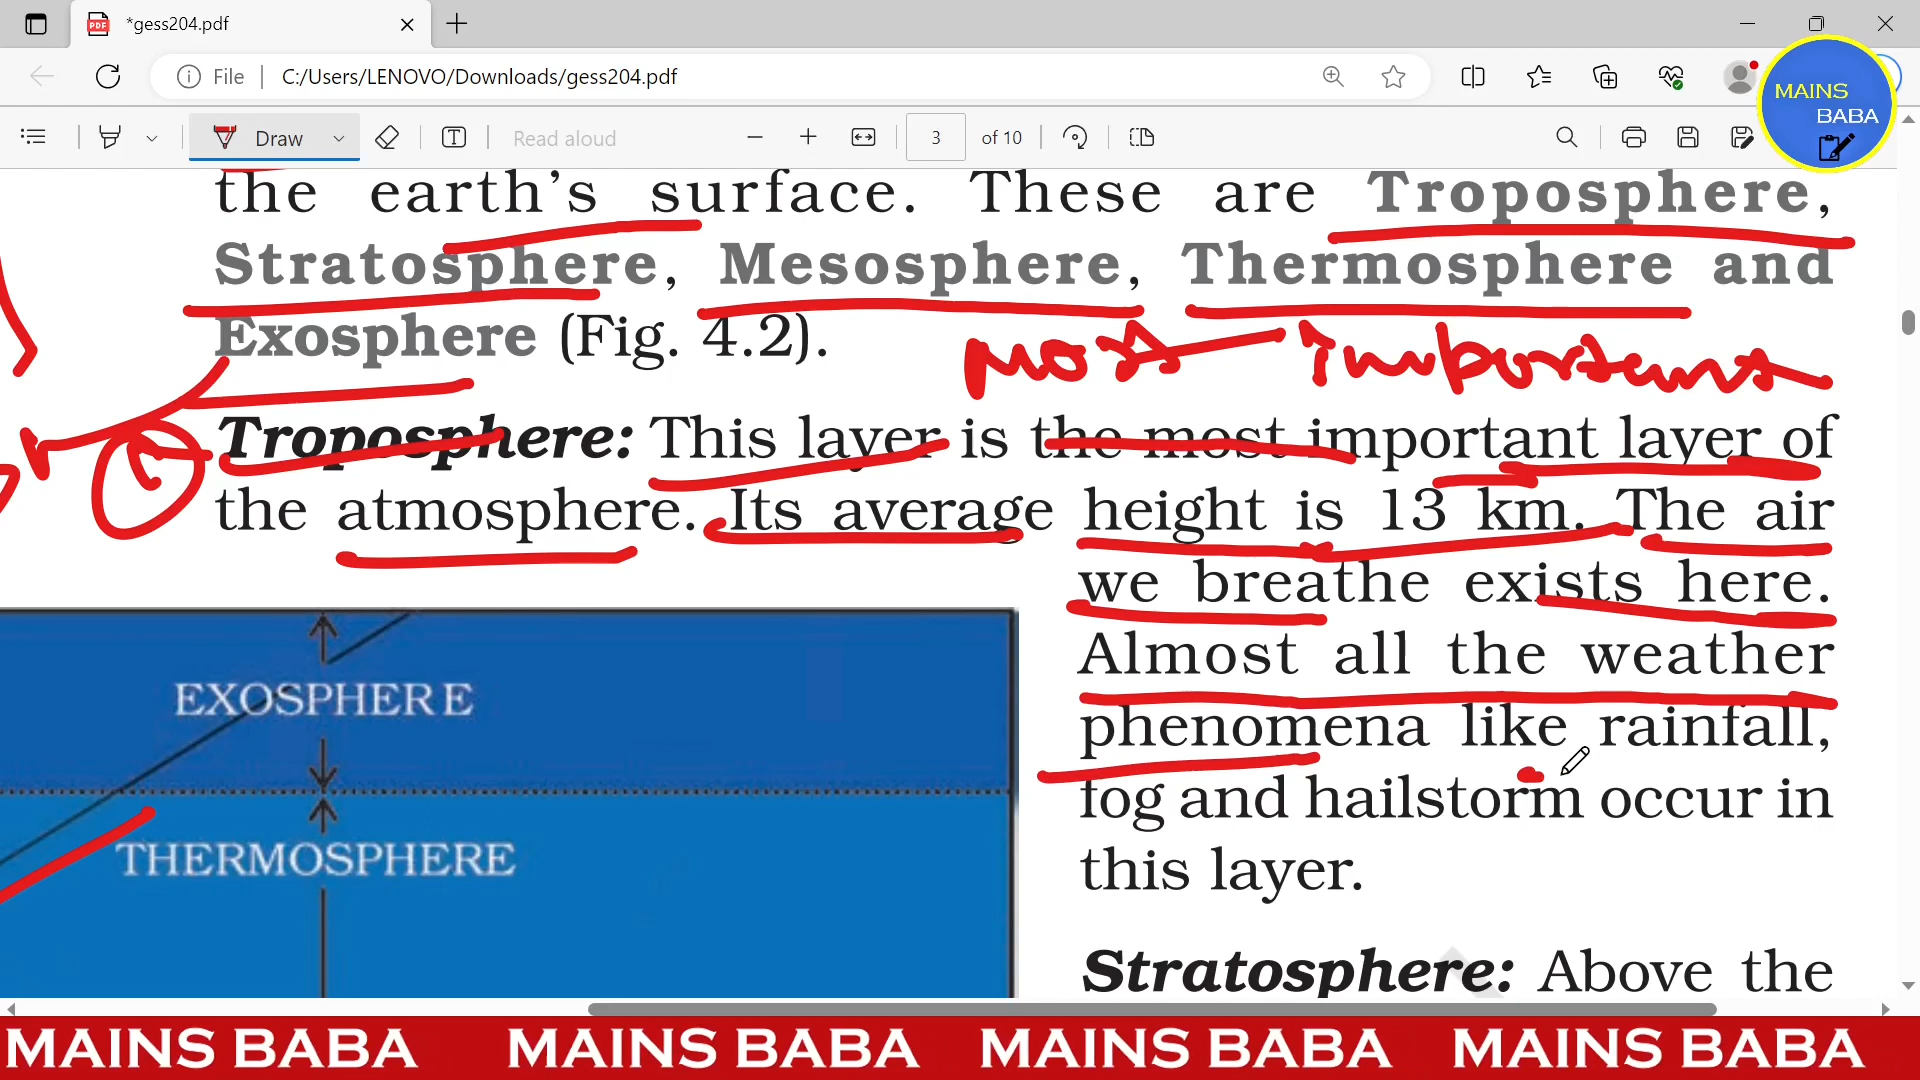 *gess204.pdf
File
C:/Users/LENOVO/Downloads/gess204.pdf
MAINS
BABA
Draw
Read aloud
3
of 10
the earth's surface. These are Troposphere,
Stratosphere, Mesosphere, Thermosphere and
Exosphere (Fig. 4.2).
most important
Troposphere: This layer is the most important layer of
the atmosphere. Its average height is 13 km. The air
we breathe exists here.
Almost all the weather
phenomena like rainfall,
fog and hailstorm occur in
this layer.
Stratosphere: Above the
EXOSPHERE
THERMOSPHERE
MAINS BABA MAINS BABA MAINS BABA MAINS BABA